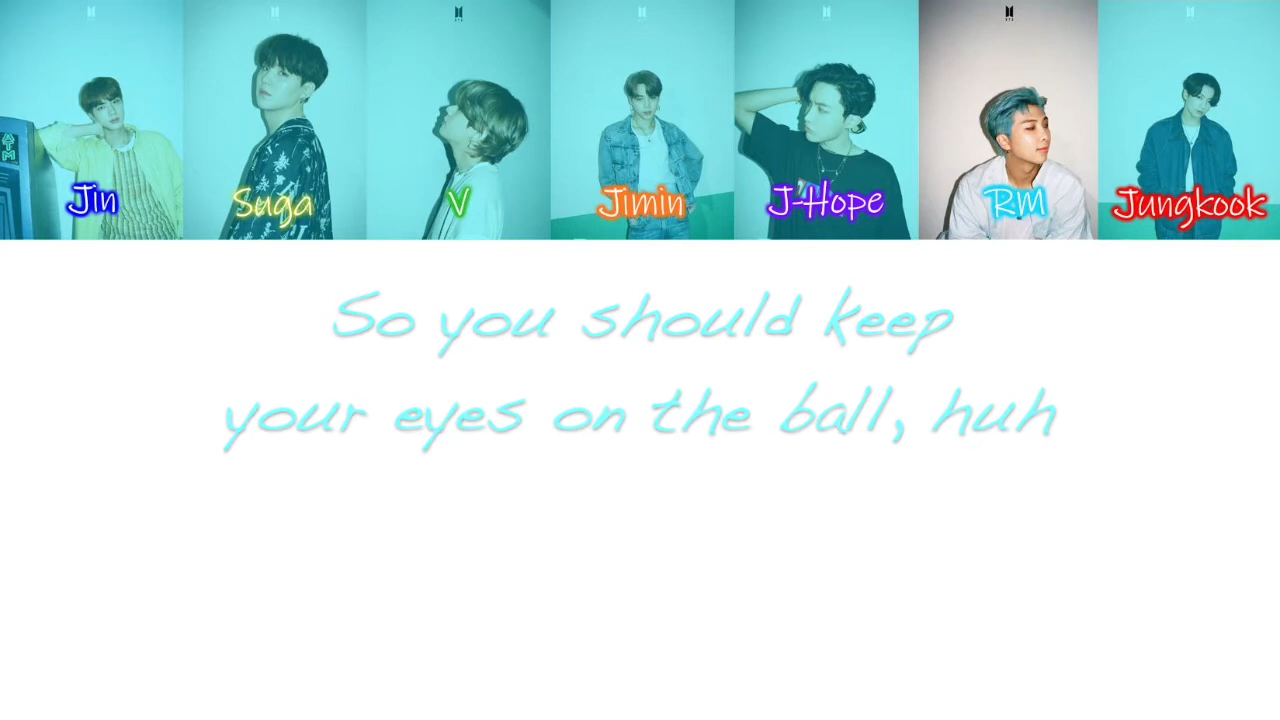 Jin Suga V Jimin J-Hope RM Jungkook
So you should keep
your eyes on the ball, huh